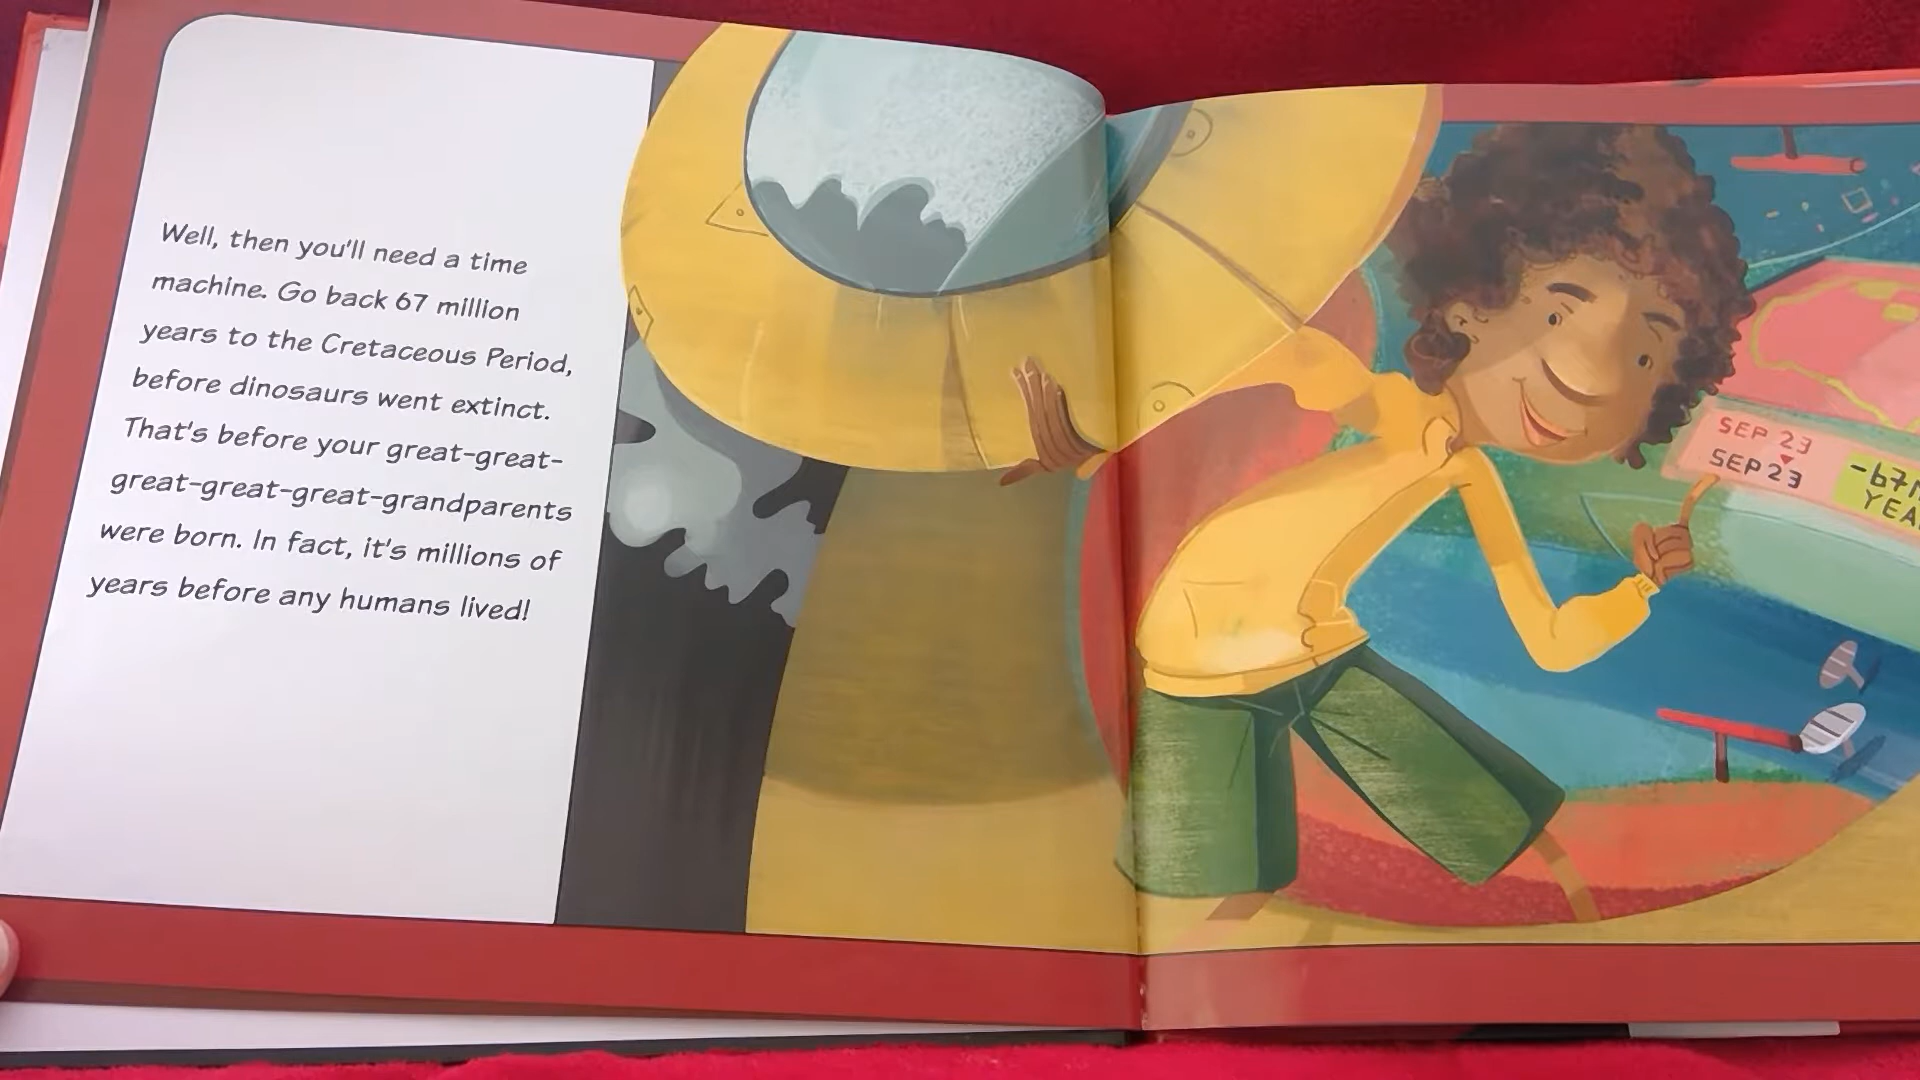 Well, then you'll need a time
machine. Go back 67 million
years to the Cretaceous Period,
before dinosaurs went extinct.
That's before your great-great-
great-great-great-grandparents
were born. In fact, it's millions of
years before any humans lived!
SEP 23
SEP 23
-67